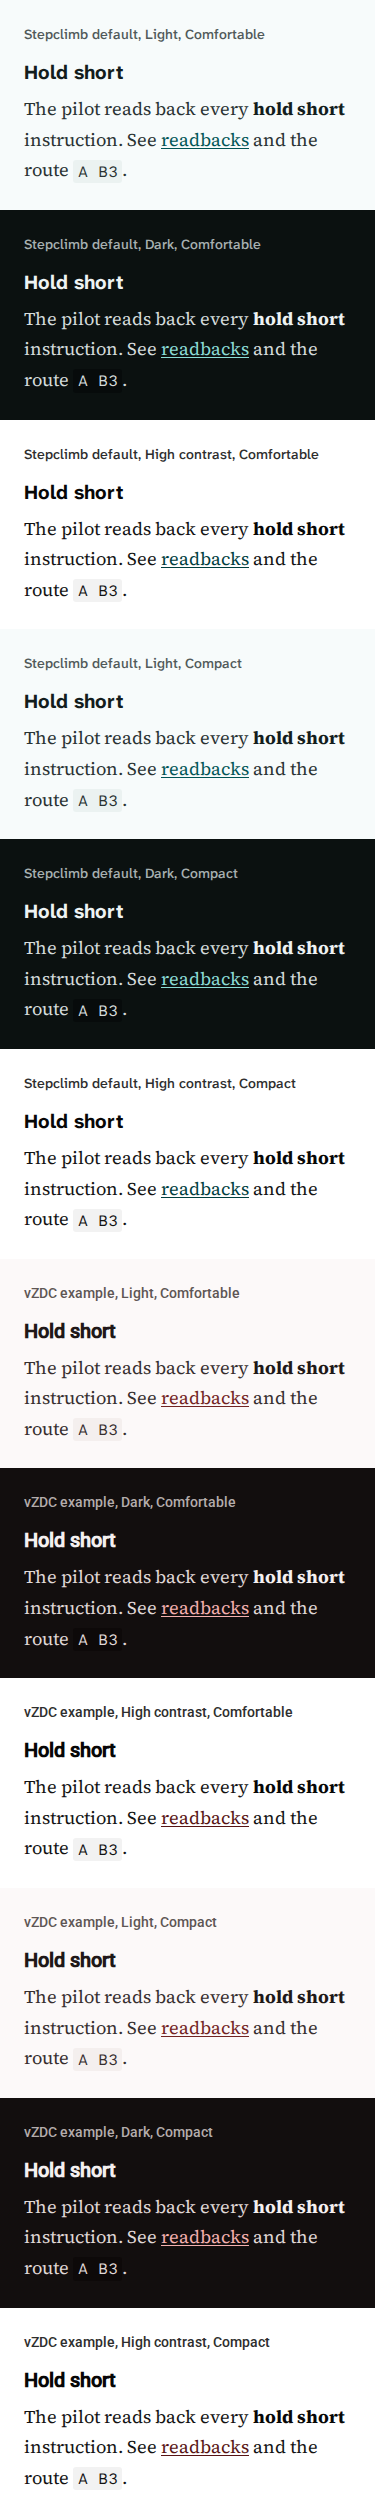 Stepclimb default, Light, Comfortable
Hold short
The pilot reads back every hold short
instruction. See readbacks and the
route A B3.
Stepclimb default, Dark, Comfortable
Hold short
The pilot reads back every hold short
instruction. See readbacks and the
route A B3.
Stepclimb default, High contrast, Comfortable
Hold short
The pilot reads back every hold short
instruction. See readbacks and the
route A B3.
Stepclimb default, Light, Compact
Hold short
The pilot reads back every hold short
instruction. See readbacks and the
route A B3.
Stepclimb default, Dark, Compact
Hold short
The pilot reads back every hold short
instruction. See readbacks and the
route A B3.
Stepclimb default, High contrast, Compact
Hold short
The pilot reads back every hold short
instruction. See readbacks and the
route A B3.
vZDC example, Light, Comfortable
Hold short
The pilot reads back every hold short
instruction. See readbacks and the
route A B3.
vZDC example, Dark, Comfortable
Hold short
The pilot reads back every hold short
instruction. See readbacks and the
route A B3.
vZDC example, High contrast, Comfortable
Hold short
The pilot reads back every hold short
instruction. See readbacks and the
route A B3.
vZDC example, Light, Compact
Hold short
The pilot reads back every hold short
instruction. See readbacks and the
route A B3.
vZDC example, Dark, Compact
Hold short
The pilot reads back every hold short
instruction. See readbacks and the
route A B3.
vZDC example, High contrast, Compact
Hold short
The pilot reads back every hold short
instruction. See readbacks and the
route A B3.